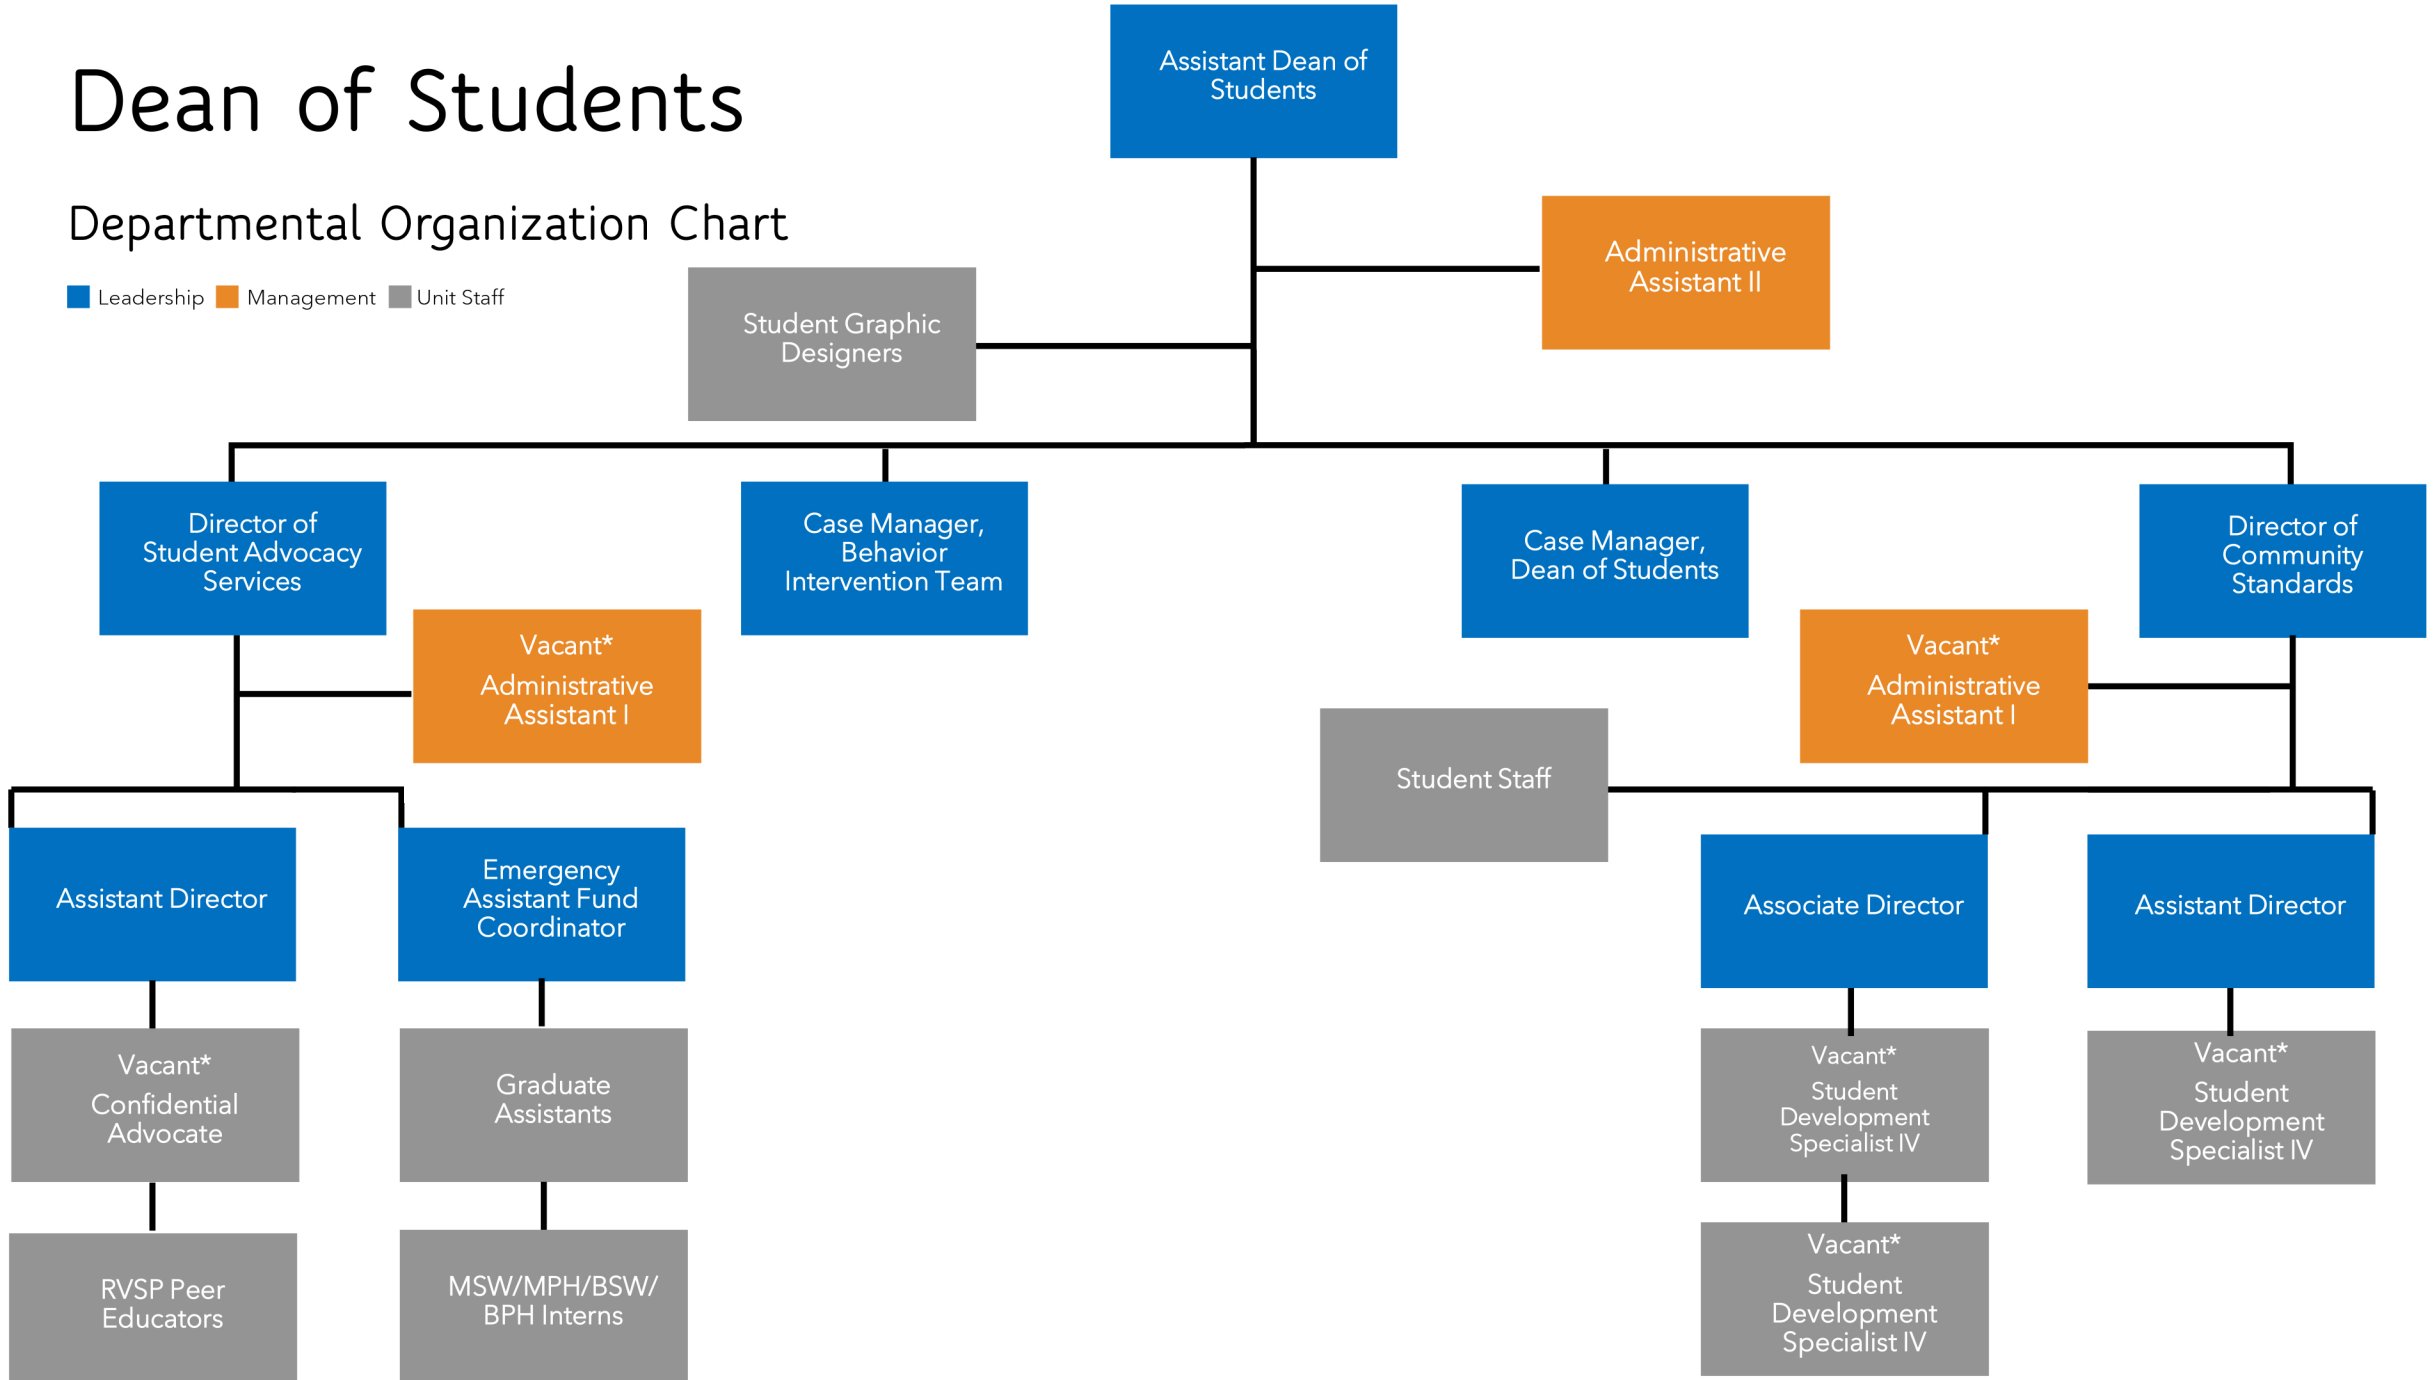 Dean of Students
Departmental Organization Chart
Leadership
Management
Unit Staff
Assistant Dean of
Students
Administrative
Assistant II
Student Graphic
Designers
Director of
Student Advocacy
Services
Case Manager,
Behavior
Intervention Team
Case Manager,
Dean of Students
Director of
Community
Standards
Vacant*
Administrative
Assistant I
Vacant*
Administrative
Assistant I
Student Staff
Assistant Director
Emergency
Assistant Fund
Coordinator
Associate Director
Assistant Director
Vacant*
Confidential
Advocate
Graduate
Assistants
Vacant*
Student
Development
Specialist IV
Vacant*
Student
Development
Specialist IV
RVSP Peer
Educators
MSW/MPH/BSW/
BPH Interns
Vacant*
Student
Development
Specialist IV